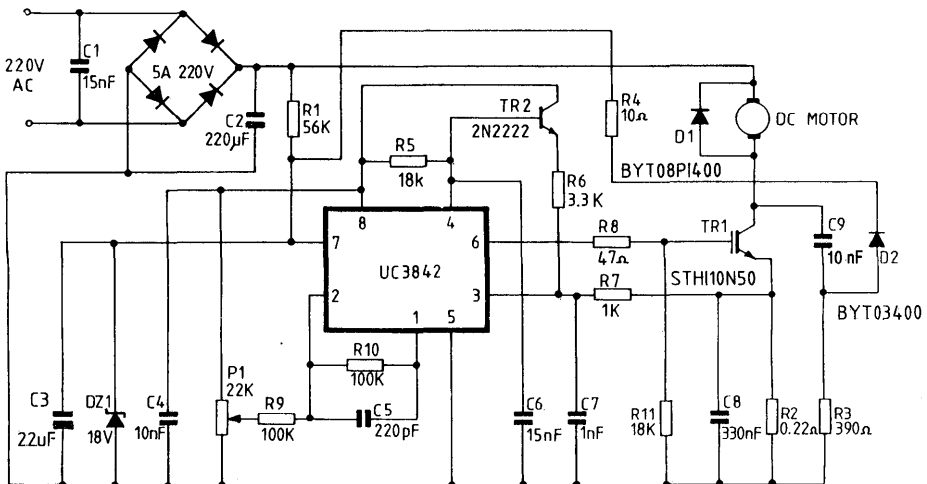 220V
AC
C1
15nF
5A 220V
C2
220µF
R1
56K
R5
18k
TR2
2N2222
R6
3.3 K
R4
10Ω
D1
DC MOTOR
BYT08PI400
8
4
7
2
UC3842
6
3
1
5
R8
47Ω
R7
1K
TR1
STHI10N50
C9
10 nF
D2
BYT03400
R10
100K
C5
220pF
P1
22K
R9
100K
C3
22uF
DZ1
18V
C4
10nF
C6
15nF
C7
1nF
R11
18K
C8
330nF
R2
0.22Ω
R3
390Ω